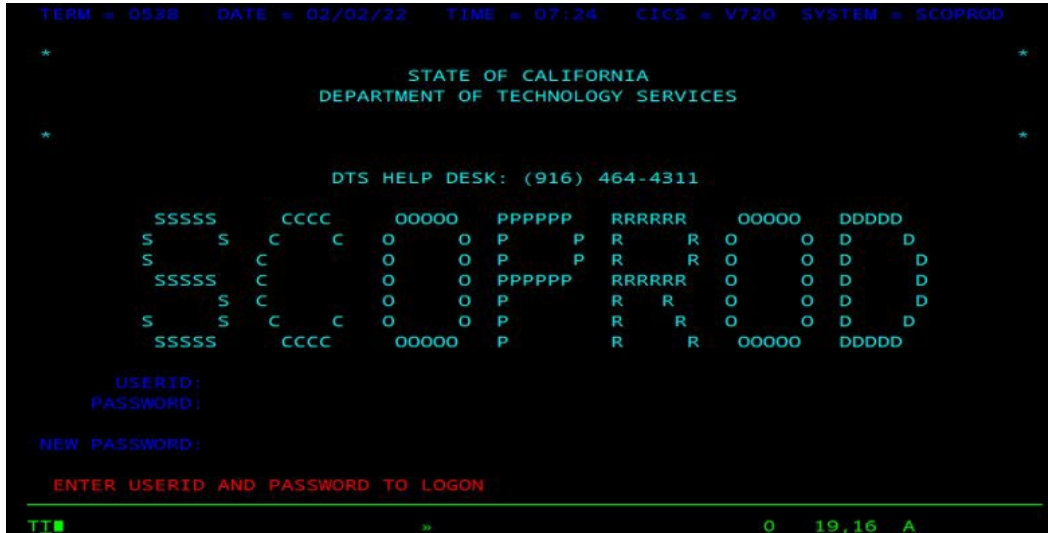 TERM = 0538 DATE = 02/02/22 TIME = 07:24 CICS = V720 SYSTEM = SCOPROD
* *
STATE OF CALIFORNIA
DEPARTMENT OF TECHNOLOGY SERVICES
* *
DTS HELP DESK: (916) 464-4311
SSSSS CCCC OOOOO PPPPPP RRRRRR OOOOO DDDDD
S S C C O O P P R R O O D D
S C O O P P R R O O D D
SSSSS C O O PPPPPP RRRRRR O O D D
S C O O P R R O O D D
S S C C O O P R R O O D D
SSSSS CCCC OOOOO P R R OOOOO DDDDD
USERID:
PASSWORD:
NEW PASSWORD:
ENTER USERID AND PASSWORD TO LOGON
TT■ » O 19,16 A